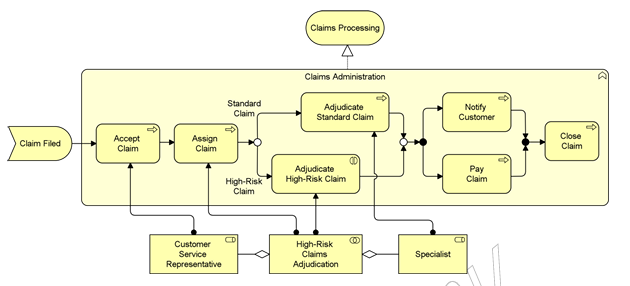 Claims Processing
Claims Administration
Claim Filed
Accept
Claim
Assign
Claim
Standard
Claim
High-Risk
Claim
Adjudicate
Standard Claim
Adjudicate
High-Risk Claim
Notify
Customer
Pay
Claim
Close
Claim
Customer
Service
Representative
High-Risk
Claims
Adjudication
Specialist